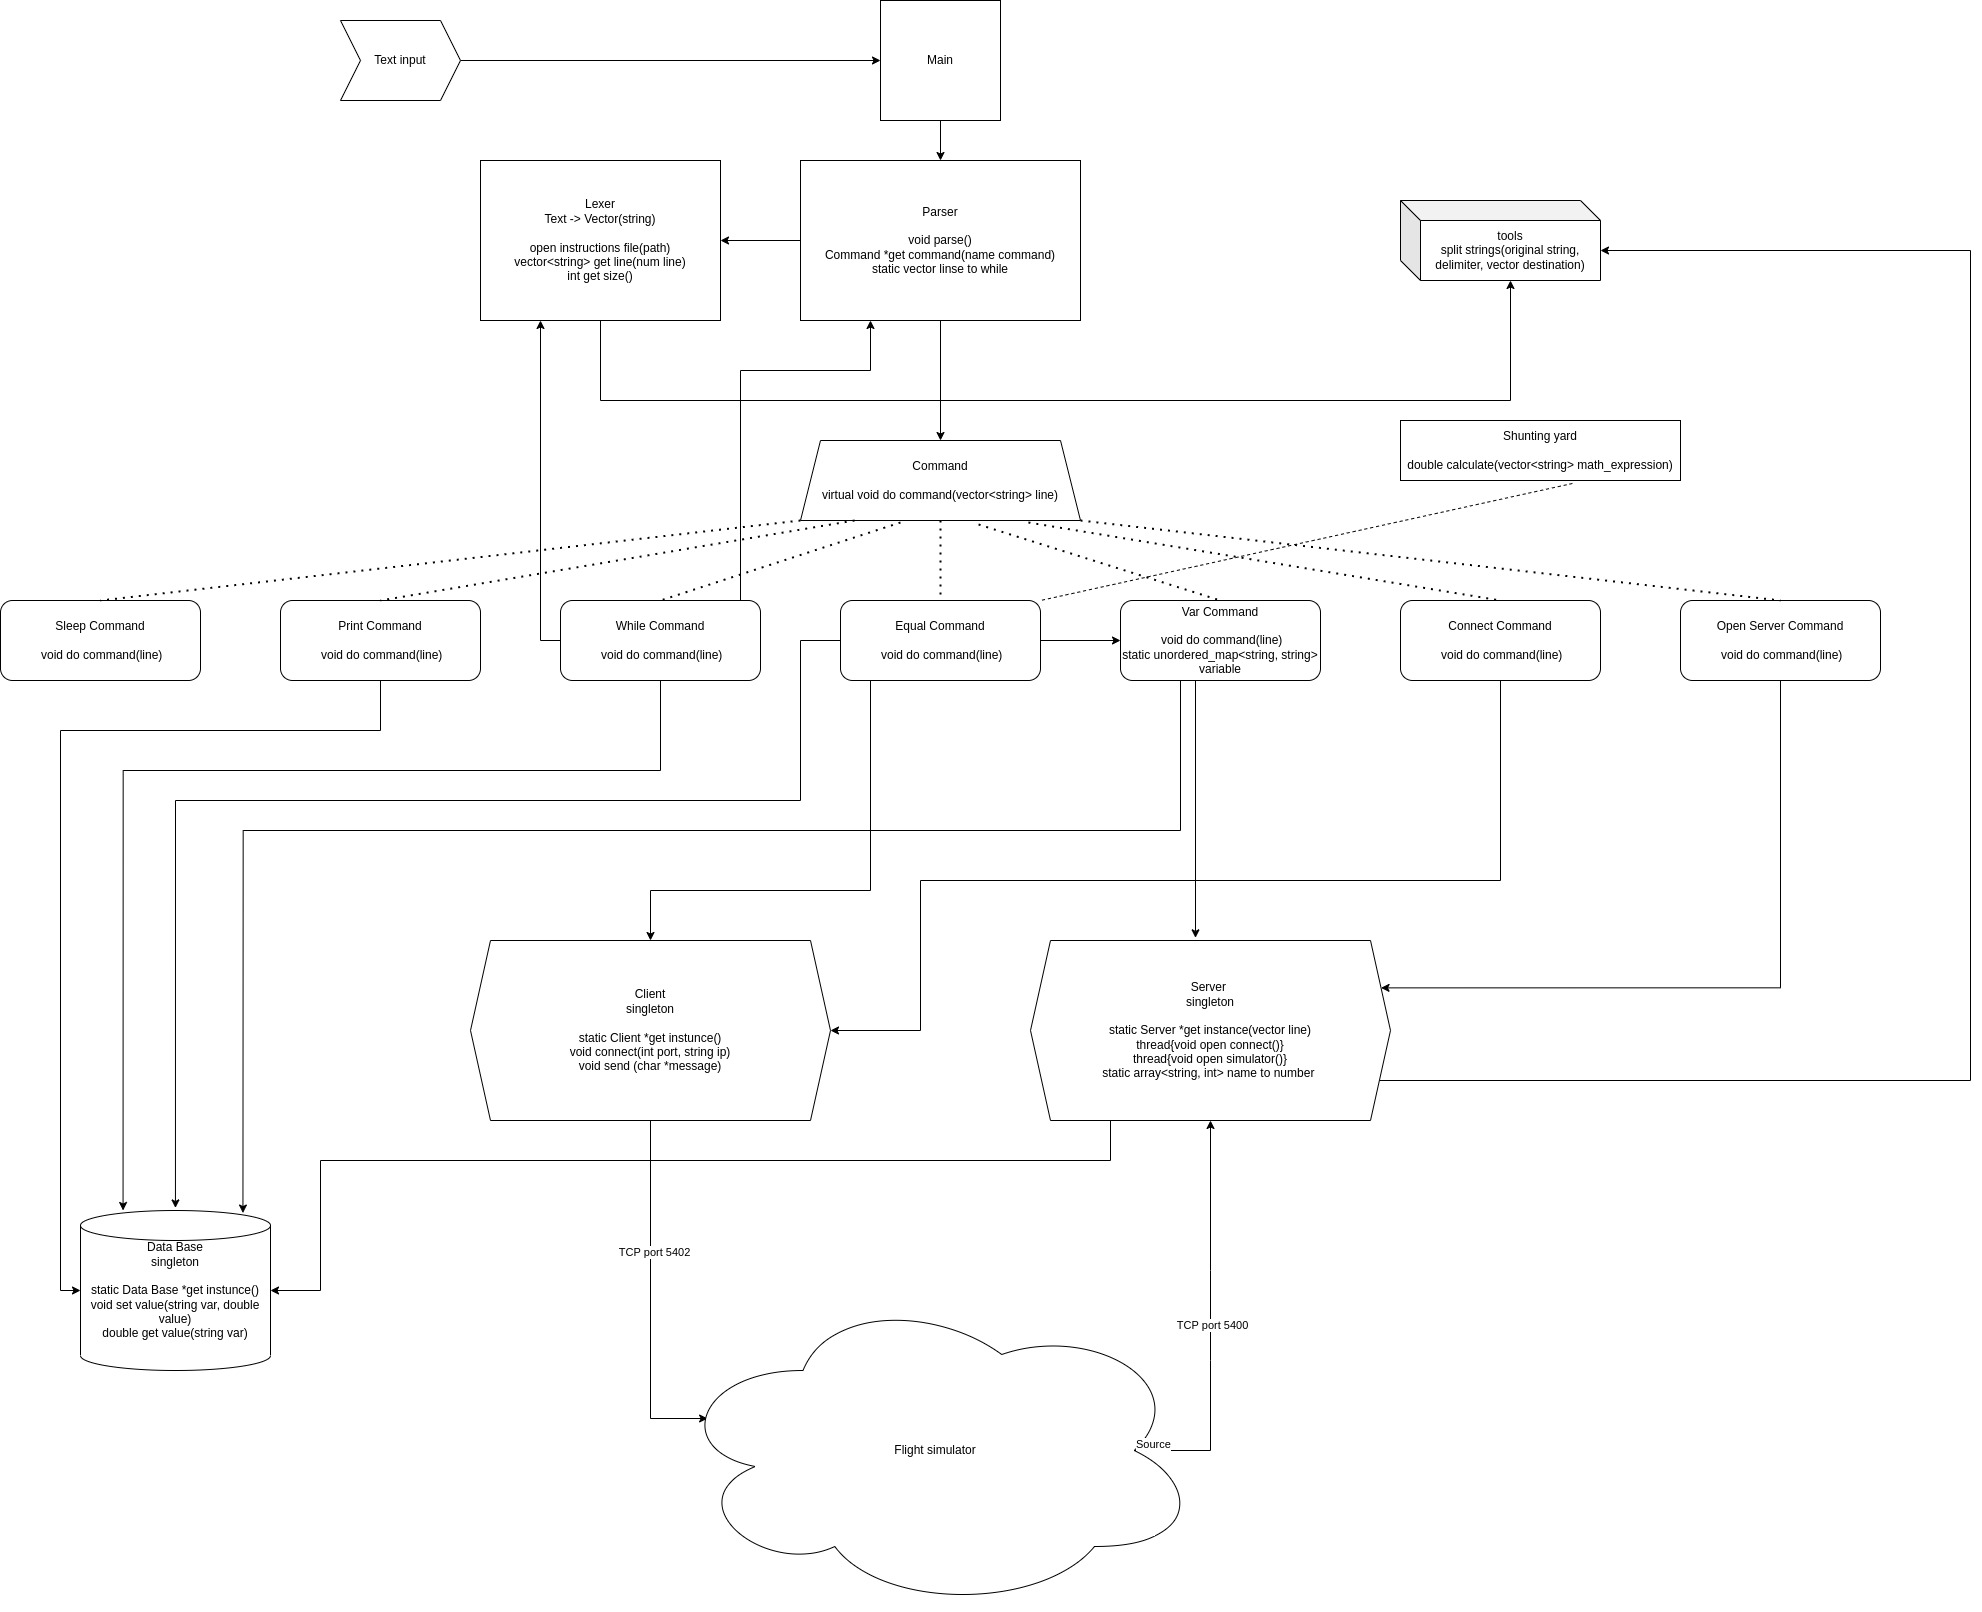 Text input
Main
Lexer
Text -> Vector(string)
open instructions file(path)
vector<string> get line(num line)
int get size()
Parser
void parse()
Command *get command(name command)
static vector linse to while
tools
split strings(original string,
delimiter, vector destination)
Command
virtual void do command(vector<string> line)
Shunting yard
double calculate(vector<string> math_expression)
Sleep Command
void do command(line)
Print Command
void do command(line)
While Command
void do command(line)
Equal Command
void do command(line)
Var Command
void do command(line)
static unordered_map<string, string>
variable
Connect Command
void do command(line)
Open Server Command
void do command(line)
Client
singleton
static Client *get instunce()
void connect(int port, string ip)
void send (char *message)
Server
singleton
static Server *get instance(vector line)
thread{void open connect()}
thread{void open simulator()}
static array<string, int> name to number
Data Base
singleton
static Data Base *get instunce()
void set value(string var, double
value)
double get value(string var)
TCP port 5402
TCP port 5400
Source
Flight simulator